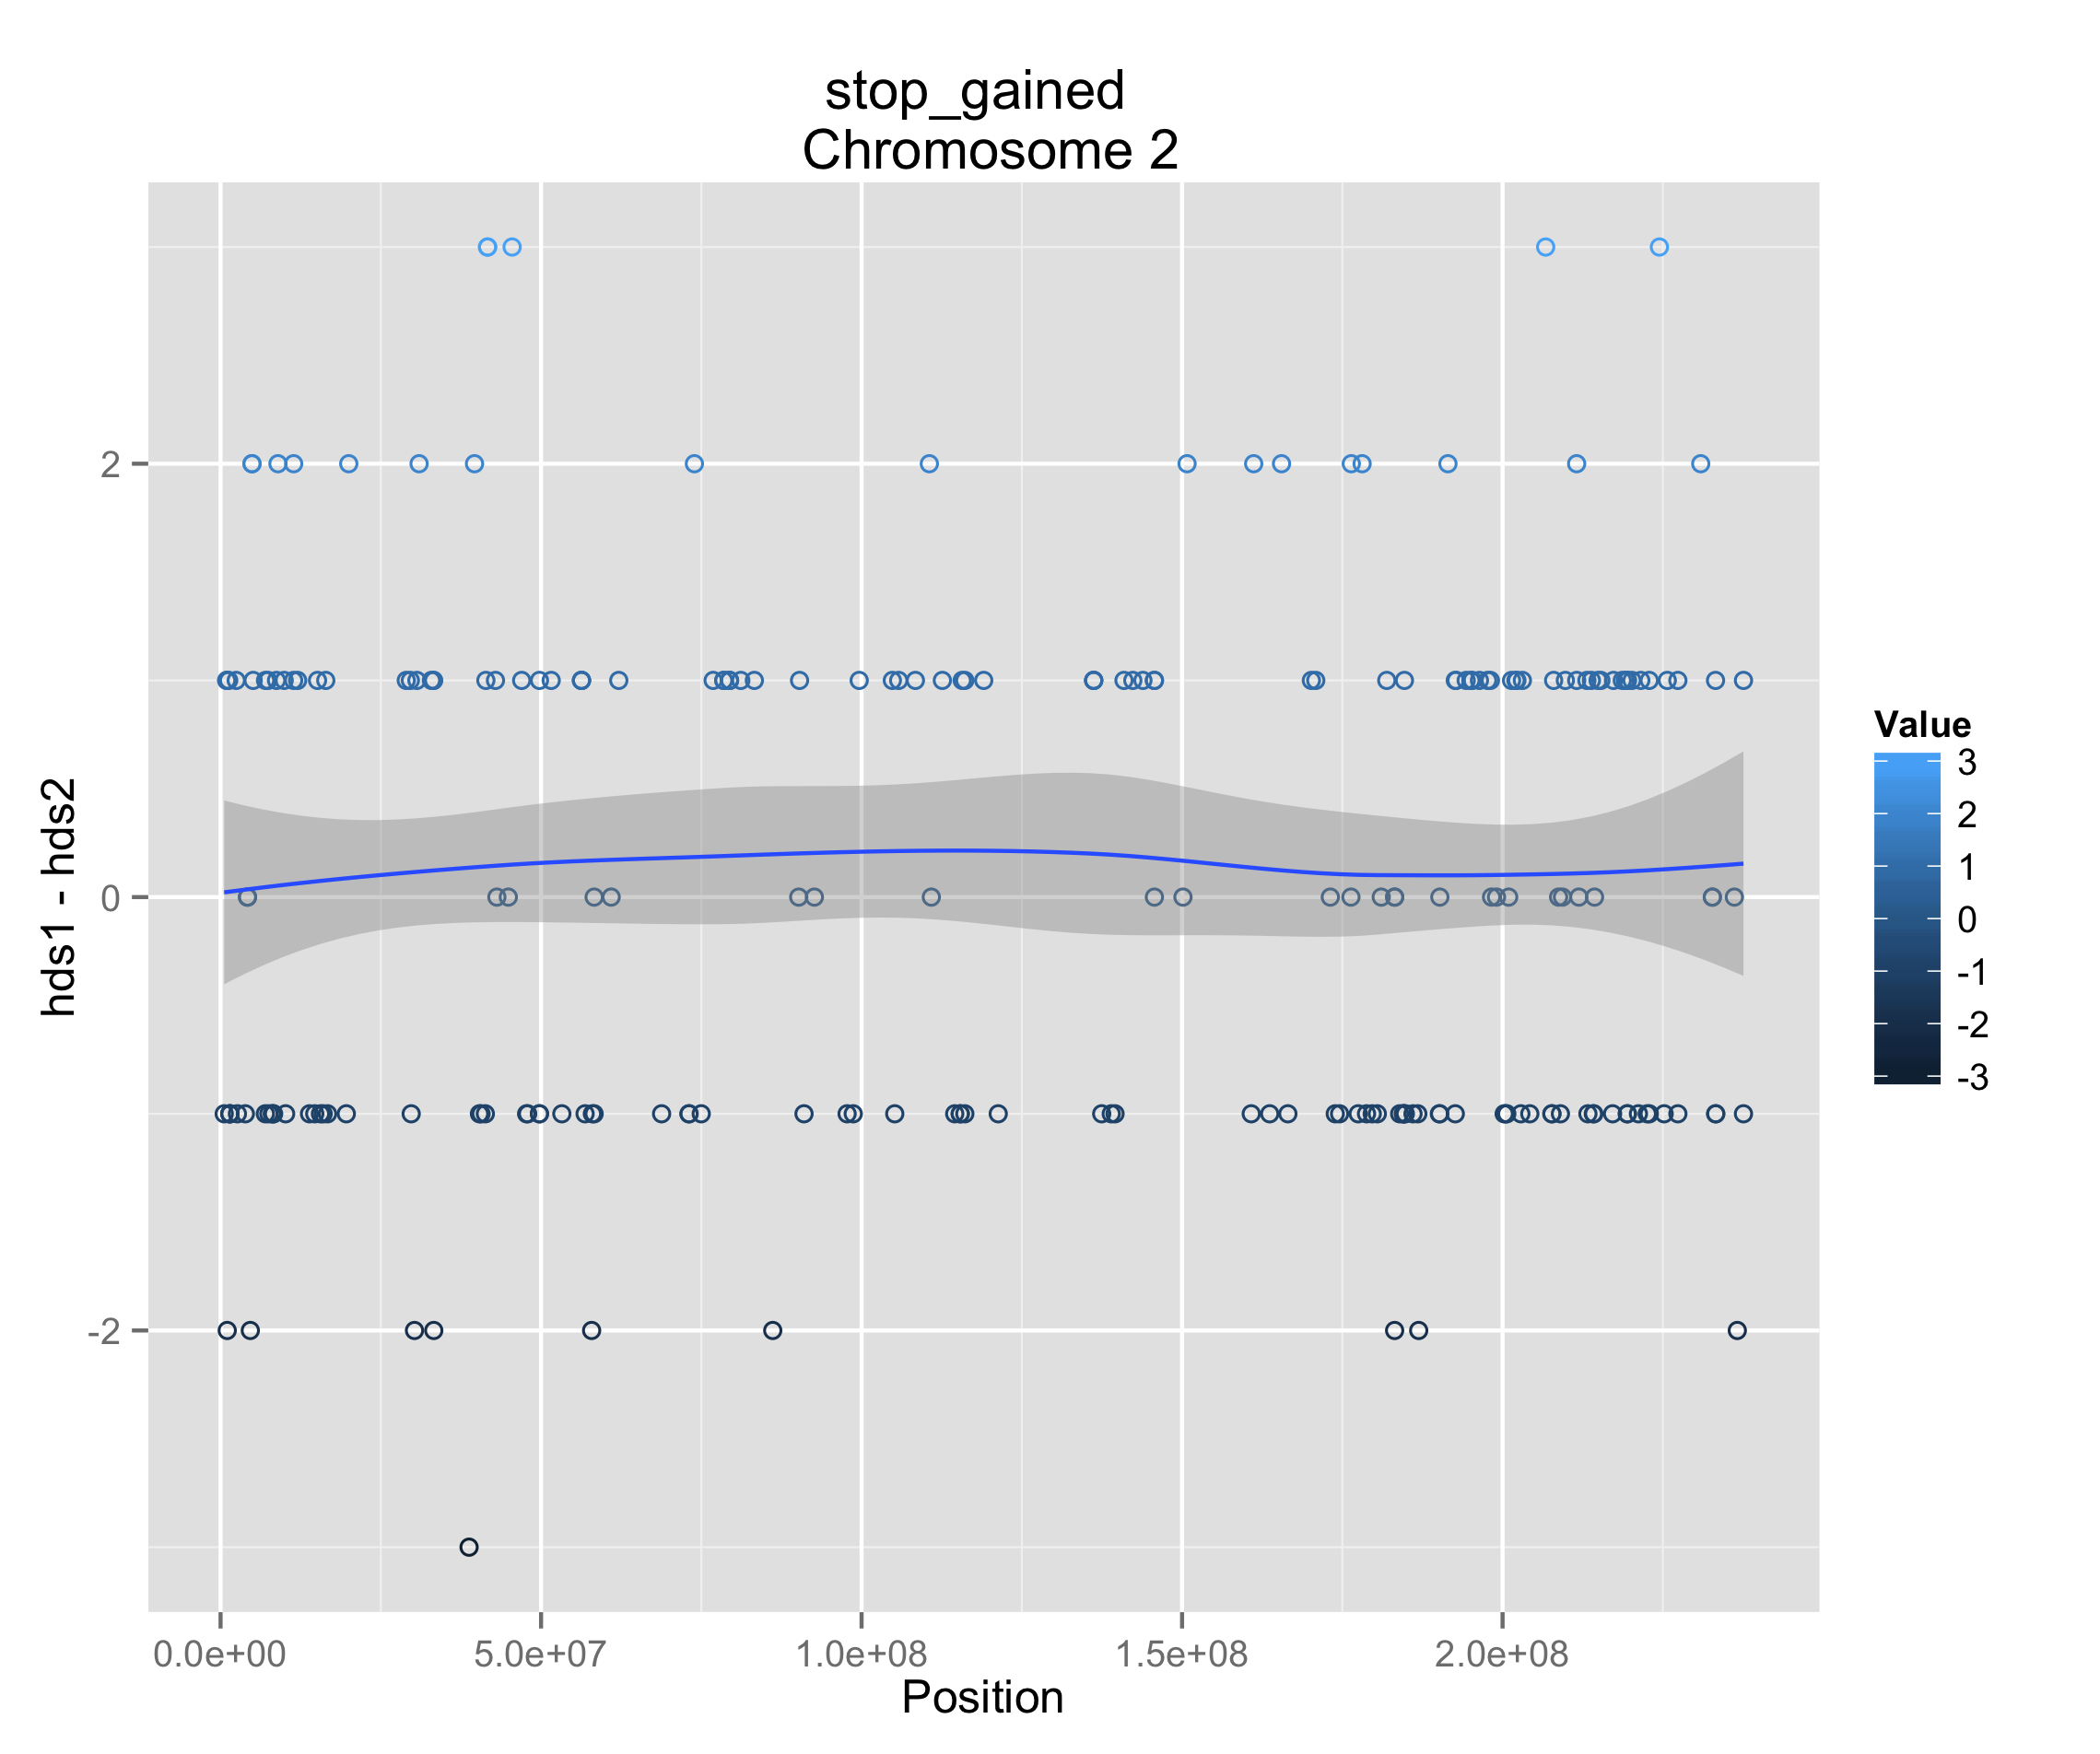 stop_gained
Chromosome 2
hds1 - hds2
2
0
-2
0.0e+00
5.0e+07
1.0e+08
1.5e+08
2.0e+08
Position
Value
3
2
1
0
-1
-2
-3